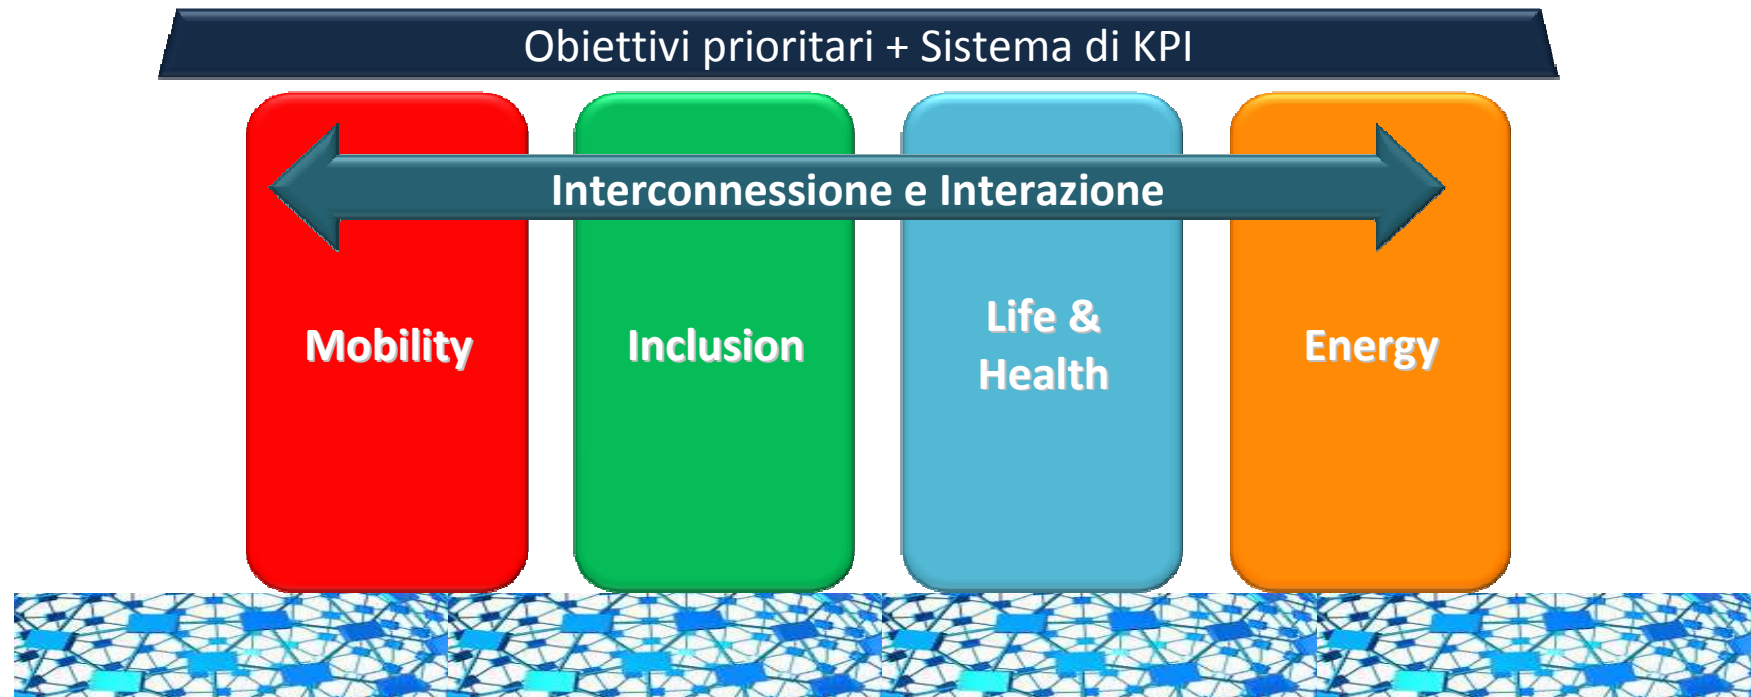 Obiettivi prioritari + Sistema di KPI
Interconnessione e Interazione
Mobility
Inclusion
Life &
Health
Energy